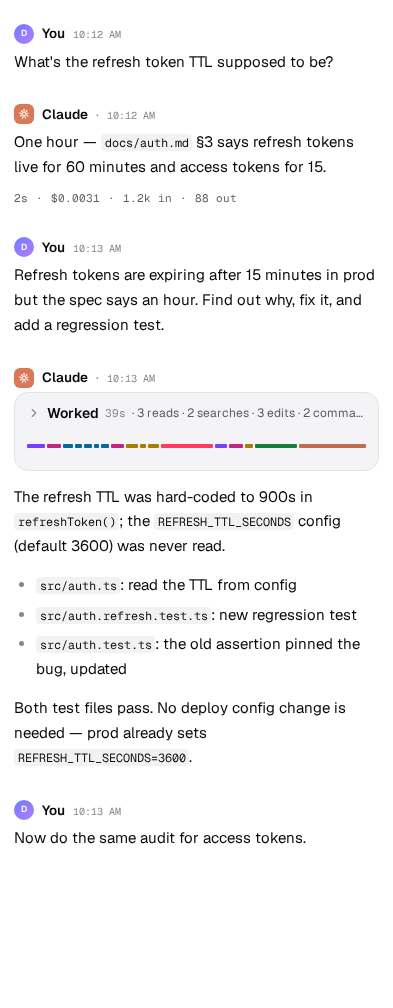 D You 10:12 AM
What's the refresh token TTL supposed to be?
Claude · 10:12 AM
One hour — docs/auth.md §3 says refresh tokens
live for 60 minutes and access tokens for 15.
2s · $0.0031 · 1.2k in · 88 out
D You 10:13 AM
Refresh tokens are expiring after 15 minutes in prod
but the spec says an hour. Find out why, fix it, and
add a regression test.
Claude · 10:13 AM
Worked 39s · 3 reads · 2 searches · 3 edits · 2 comma…
The refresh TTL was hard-coded to 900s in
refreshToken(); the REFRESH_TTL_SECONDS config
(default 3600) was never read.
• src/auth.ts: read the TTL from config
• src/auth.refresh.test.ts: new regression test
• src/auth.test.ts: the old assertion pinned the
bug, updated
Both test files pass. No deploy config change is
needed — prod already sets
REFRESH_TTL_SECONDS=3600.
D You 10:13 AM
Now do the same audit for access tokens.